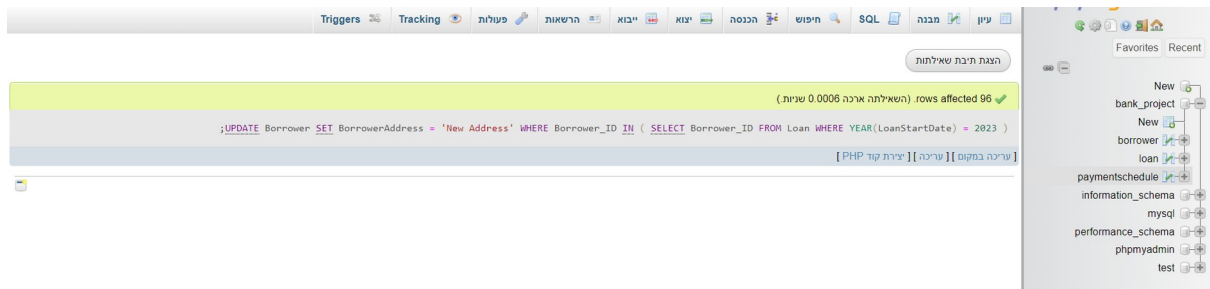 עיון מבנה SQL חיפוש הכנסה יצוא ייבוא הרשאות פעולות Tracking Triggers
הצגת תיבת שאילתות
96 rows affected. (השאילתה ארכה 0.0006 שניות.)
UPDATE Borrower SET BorrowerAddress = 'New Address' WHERE Borrower_ID IN ( SELECT Borrower_ID FROM Loan WHERE YEAR(LoanStartDate) = 2023 );
[ עריכה במקום ] [ עריכה ] [ יצירת קוד PHP ]
Recent Favorites
New
bank_project
New
borrower
loan
paymentschedule
information_schema
mysql
performance_schema
phpmyadmin
test